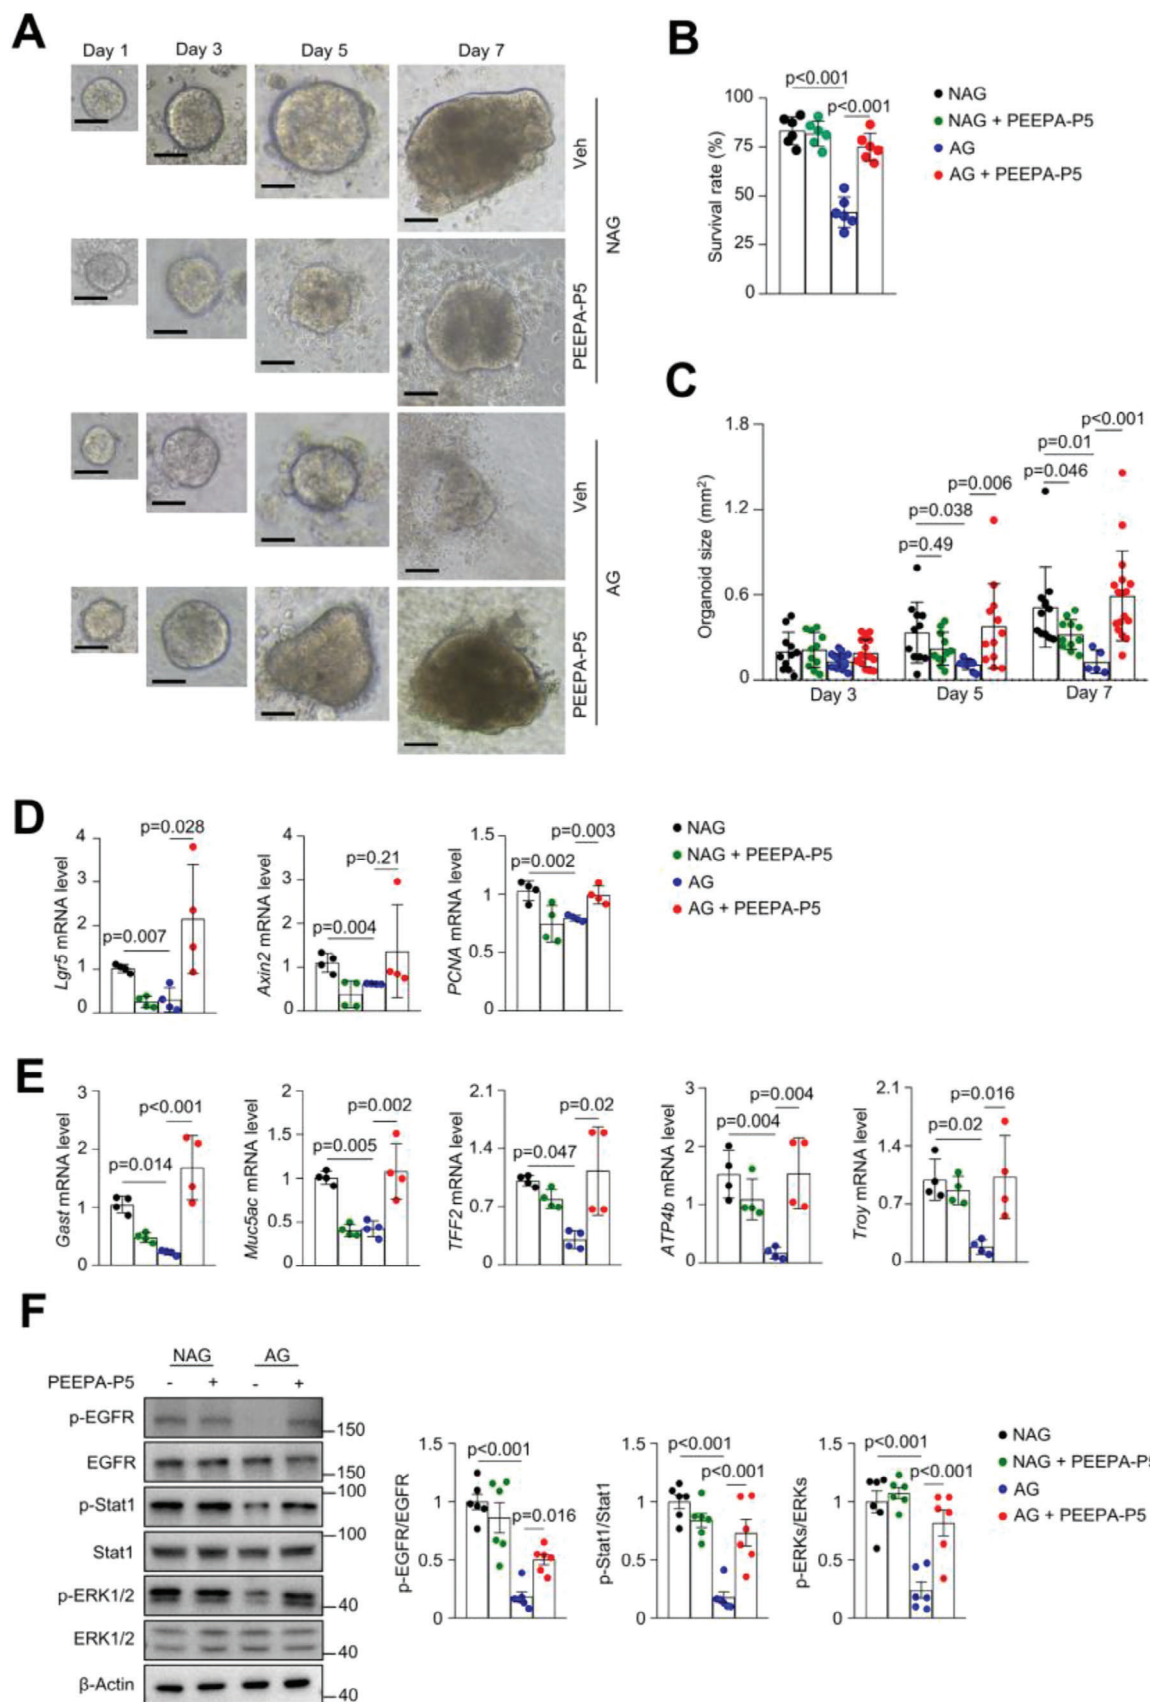 A
Day 1 Day 3 Day 5 Day 7
Veh
PEEPA-P5
NAG
Veh
PEEPA-P5
AG
B
p<0.001
p<0.001
100
75
50
25
0
Survival rate (%)
NAG
NAG + PEEPA-P5
AG
AG + PEEPA-P5
C
1.8
1.2
0.6
0
Organoid size (mm²)
p=0.49
p=0.038
p=0.006
p=0.046
p=0.01
p<0.001
Day 3 Day 5 Day 7
D
Lgr5 mRNA level
4
3
2
1
0
p=0.007
p=0.028
Axin2 mRNA level
4
3
2
1
0
p=0.004
p=0.21
PCNA mRNA level
1.5
1
0.5
0
p=0.002
p=0.003
NAG
NAG + PEEPA-P5
AG
AG + PEEPA-P5
E
Gast mRNA level
3
2
1
0
p=0.014
p<0.001
Muc5ac mRNA level
2
1.5
1
0.5
0
p=0.005
p=0.002
TFF2 mRNA level
2.1
1.4
0.7
0
p=0.047
p=0.02
ATP4b mRNA level
3
2
1
0
p=0.004
p=0.004
Troy mRNA level
2.1
1.4
0.7
0
p=0.02
p=0.016
F
NAG AG
PEEPA-P5 - + - +
p-EGFR
150
EGFR
150
100
p-Stat1
100
Stat1
p-ERK1/2
40
ERK1/2
40
β-Actin
40
p-EGFR/EGFR
1.5
1
0.5
0
p<0.001
p=0.016
p-Stat1/Stat1
1.5
1
0.5
0
p<0.001
p<0.001
p-ERKs/ERKs
1.5
1
0.5
0
p<0.001
p<0.001
NAG
NAG + PEEPA-P5
AG
AG + PEEPA-P5